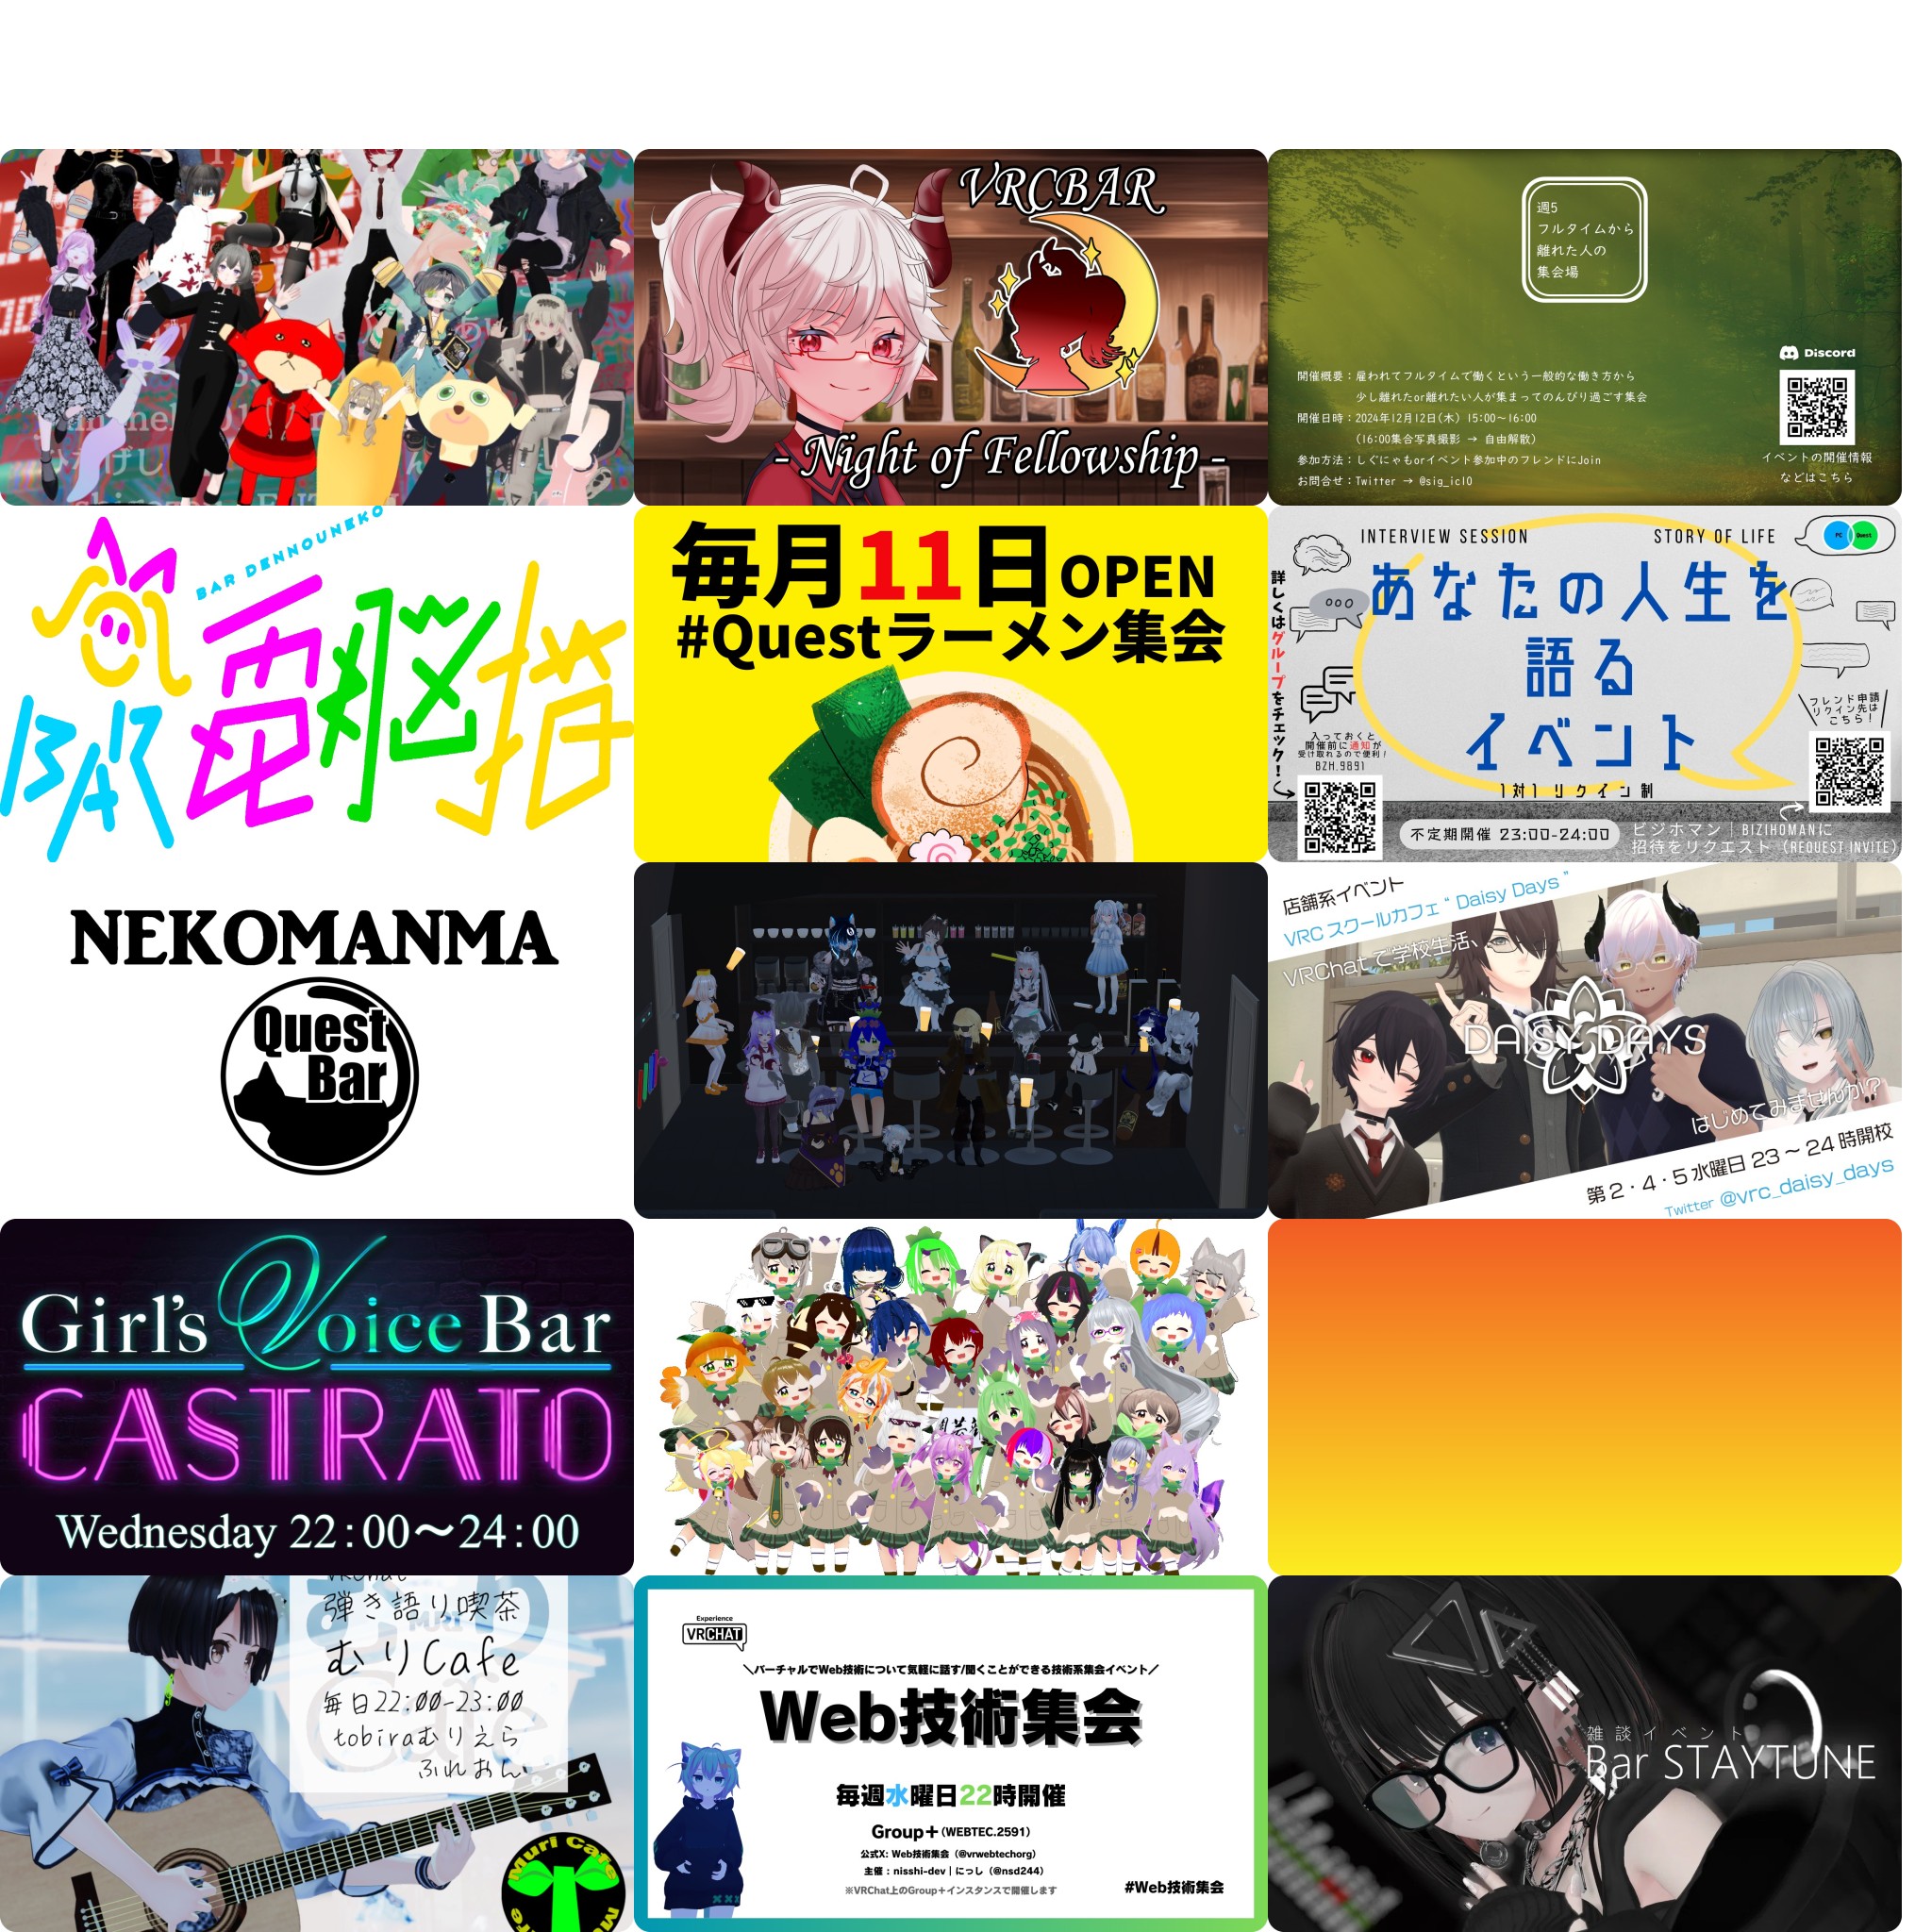 VRCBAR
- Night of Fellowship -
週5
フルタイムから
離れた人の
集会場
Discord
開催概要：雇われてフルタイムで働くという一般的な働き方から
少し離れたor離れたい人が集まってのんびり過ごす集会
開催日時：2024年12月12日(木) 15:00〜16:00
(16:00集合写真撮影 → 自由解散)
参加方法：しぐにゃもorイベント参加中のフレンドにJoin
お問合せ：Twitter → @sig_ic10
イベントの開催情報
などはこちら
BAR DENNOUNEKO
BAR
電脳猫
毎月11日OPEN
#Questラーメン集会
INTERVIEW SESSION
STORY OF LIFE
PC
Quest
あなたの人生を
語る
イベント
1対1 リクイン制
詳しくはグループをチェック！
入っておくと
開催前に通知が
受け取れるので便利！
BZH.9891
フレンド申請
リクイン先は
こちら！
不定期開催 23:00-24:00
ビジホマン｜BIZIHOMANに
招待をリクエスト (REQUEST INVITE)
NEKOMANMA
Quest
Bar
店舗系イベント
VRC スクールカフェ“ Daisy Days ”
VRChat で学校生活、
DAISY DAYS
はじめてみませんか？
第 2・4・5 水曜日 23 〜 24 時開校
Twitter @vrc_daisy_days
Girl's Voice Bar
CASTRATO
Wednesday 22:00〜24:00
VRChat
弾き語り喫茶
むりCafe
毎日22:00-23:00
tobiraむりえら
ふれおん
Muri Cafe
Experience
VRCHAT
＼バーチャルでWeb技術について気軽に話す/聞くことができる技術系集会イベント／
Web技術集会
毎週水曜日22時開催
Group＋(WEBTEC.2591)
公式X: Web技術集会（@vrwebtechorg）
主催：nisshi-dev｜にっし（@nsd244）
※VRChat上のGroup+インスタンスで開催します
#Web技術集会
雑談イベント
Bar STAYTUNE